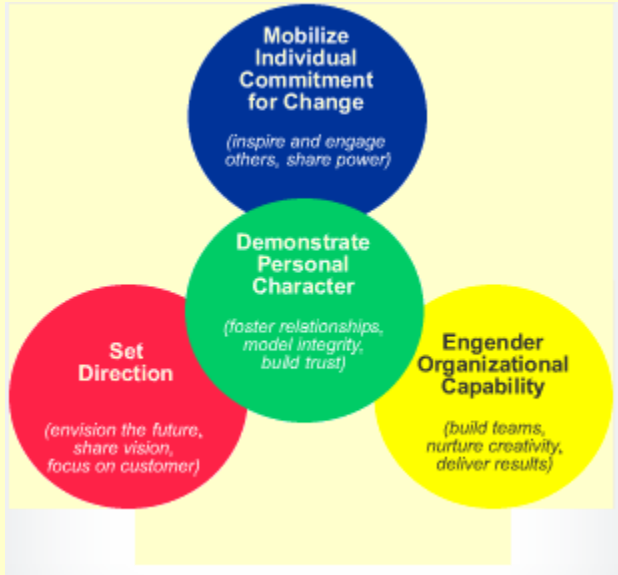 Mobilize
Individual
Commitment
for Change
(inspire and engage
others, share power)
Demonstrate
Personal
Character
(foster relationships,
model integrity,
build trust)
Set
Direction
(envision the future,
share vision,
focus on customer)
Engender
Organizational
Capability
(build teams,
nurture creativity,
deliver results)